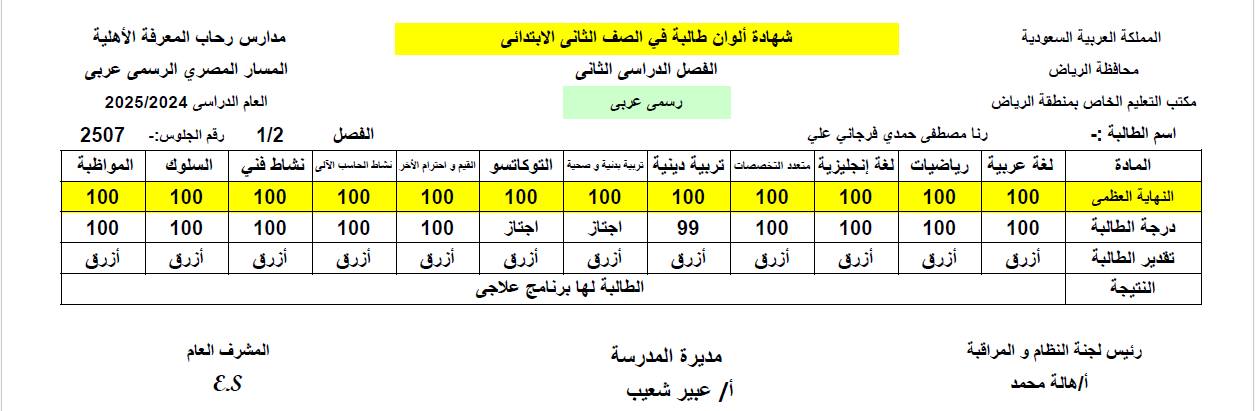 المملكة العربية السعودية شهادة ألوان طالبة في الصف الثانى الابتدائى مدارس رحاب المعرفة الأهلية
محافظة الرياض الفصل الدراسى الثانى المسار المصري الرسمى عربى
مكتب التعليم الخاص بمنطقة الرياض رسمى عربى العام الدراسى 2025/2024
اسم الطالبة :- رنا مصطفى حمدي فرجاني علي الفصل 1/2 رقم الجلوس:- 2507
المادة لغة عربية رياضيات لغة إنجليزية متعدد التخصصات تربية دينية تربية بدنية و صحية التوكاتسو القيم و احترام الأخر نشاط الحاسب الآلى نشاط فني السلوك المواظبة
النهاية العظمى 100 100 100 100 100 100 100 100 100 100 100 100
درجة الطالبة 100 100 100 100 99 اجتاز اجتاز 100 100 100 100 100
تقدير الطالبة أزرق أزرق أزرق أزرق أزرق أزرق أزرق أزرق أزرق أزرق أزرق أزرق
النتيجة الطالبة لها برنامج علاجى
رئيس لجنة النظام و المراقبة مديرة المدرسة المشرف العام
أ/هالة محمد أ/ عبير شعيب E.S